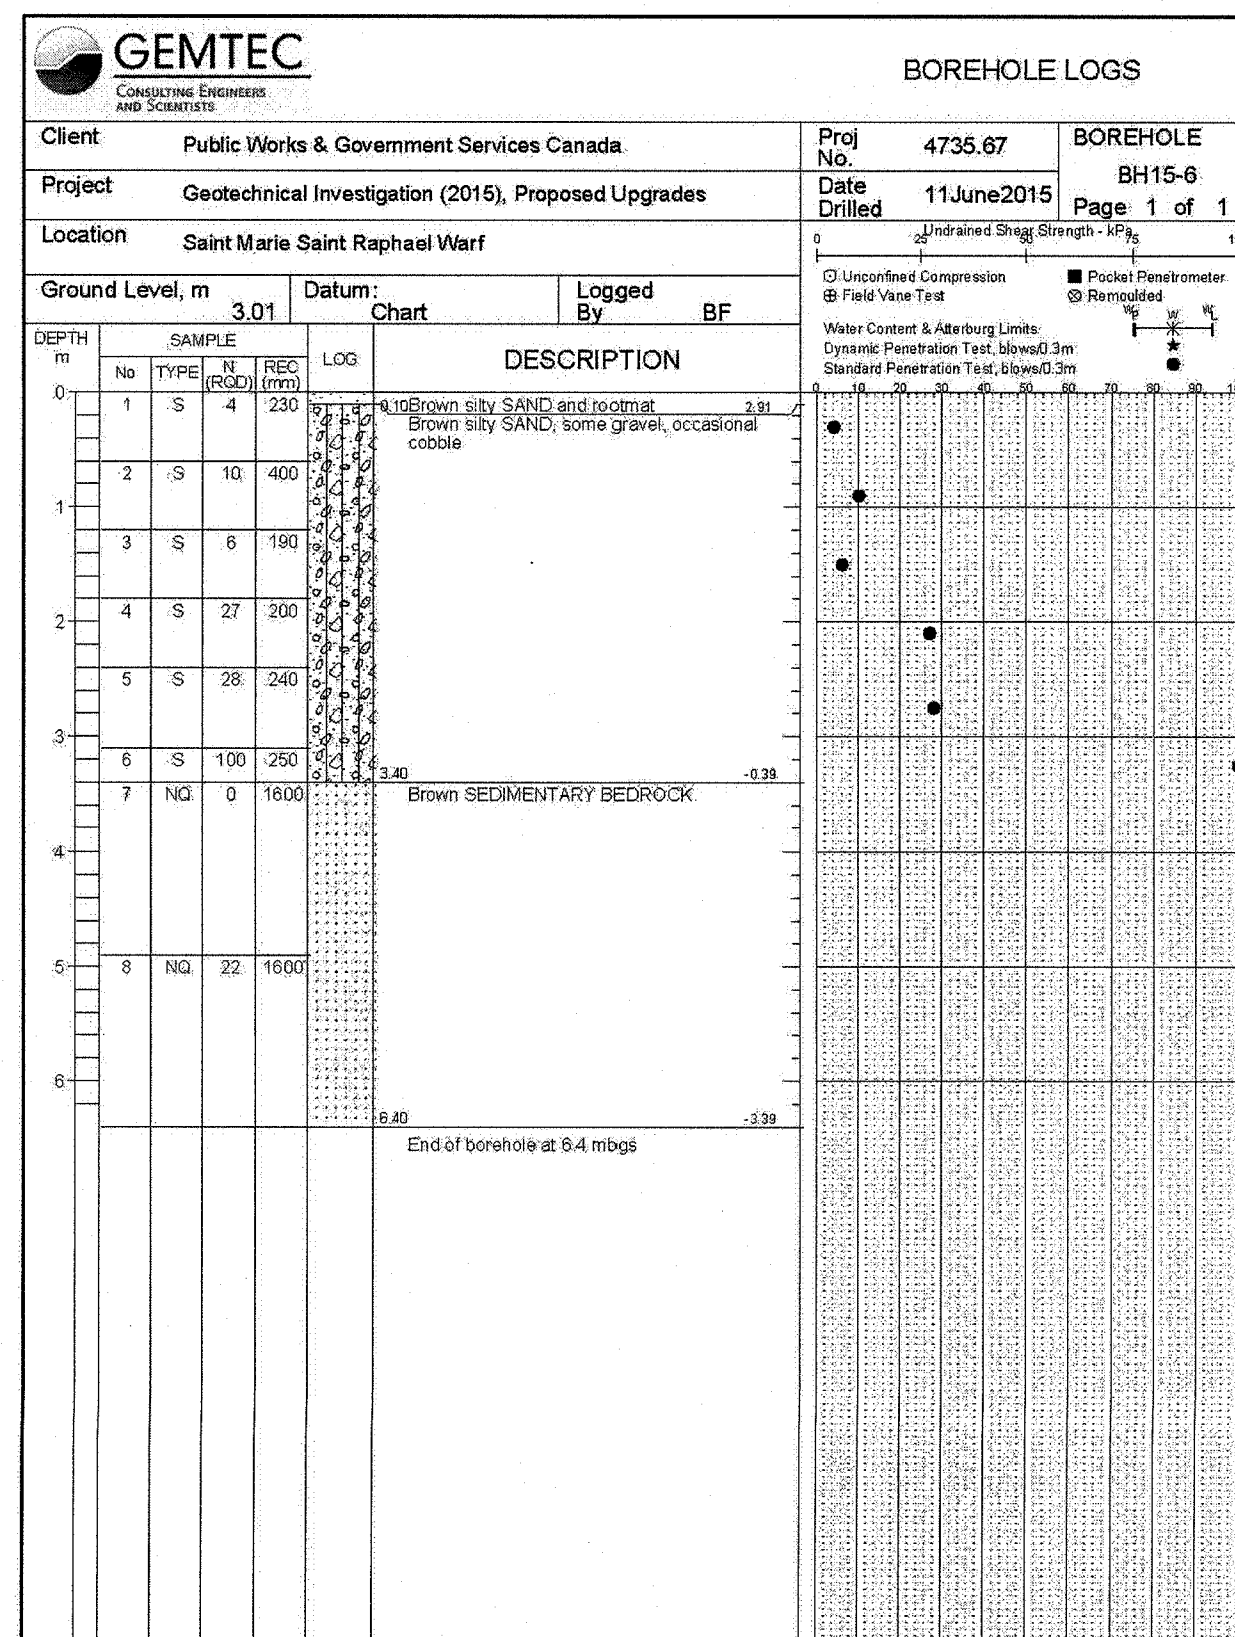 GEMTEC
CONSULTING ENGINEERS
AND SCIENTISTS
BOREHOLE LOGS
Client Public Works & Government Services Canada
Proj No. 4735.67
BOREHOLE
BH15-6
Page 1 of 1
Project Geotechnical Investigation (2015), Proposed Upgrades
Date Drilled 11June2015
Location Saint Marie Saint Raphael Warf
Undrained Shear Strength - kPa
0 25 50 75
Ground Level, m 3.01
Datum: Chart
Logged By BF
Unconfined Compression
Pocket Penetrometer
Field Vane Test
Remoulded
Wp W WL
Water Content & Atterburg Limits
Dynamic Penetration Test, blows/0.3m
Standard Penetration Test, blows/0.3m
DEPTH m
SAMPLE
No TYPE N (RQD) REC (mm)
LOG
DESCRIPTION
0 10 20 30 40 50 60 70 80 90
0
1 S 4 230
0.10 Brown silty SAND and rootmat 2.91
Brown silty SAND, some gravel, occasional
cobble
2 S 10 400
1
3 S 6 190
4 S 27 200
2
5 S 28 240
3
6 S 100 250
3.40 -0.39
7 NQ 0 1600
Brown SEDIMENTARY BEDROCK
4
5
8 NQ 22 1600
6
6.40 -3.39
End of borehole at 6.4 mbgs